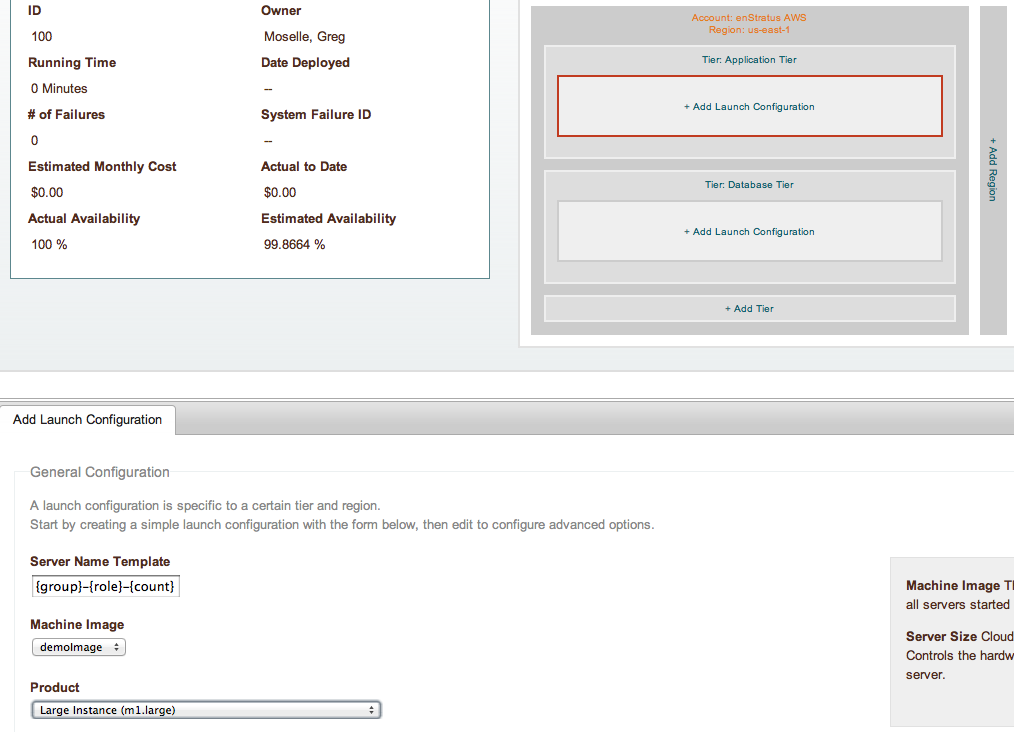 ID Owner
100 Moselle, Greg
Running Time Date Deployed
0 Minutes --
# of Failures System Failure ID
0 --
Estimated Monthly Cost Actual to Date
$0.00 $0.00
Actual Availability Estimated Availability
100 % 99.8664 %
Account: enStratus AWS
Region: us-east-1
Tier: Application Tier
+ Add Launch Configuration
Tier: Database Tier
+ Add Launch Configuration
+ Add Tier
+ Add Region
Add Launch Configuration
General Configuration
A launch configuration is specific to a certain tier and region.
Start by creating a simple launch configuration with the form below, then edit to configure advanced options.
Server Name Template
{group}-{role}-{count}
Machine Image
demoImage
Product
Large Instance (m1.large)
Machine Image
all servers started
Server Size Cloud
Controls the hardw
server.